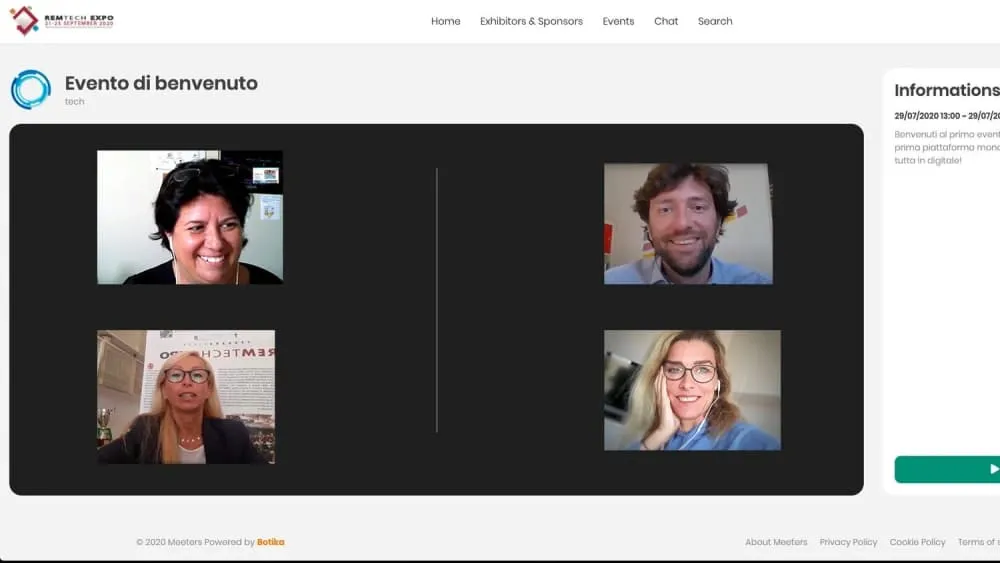 REMTECH EXPO
21-25 SEPTEMBER 2020
Home Exhibitors & Sponsors Events Chat Search
Evento di benvenuto
tech
Informations
29/07/2020 13:00 - 29/07/20
Benvenuti al primo event
prima piattaforma mond
tutta in digitale!
REMTECH
© 2020 Meeters Powered by Botika
About Meeters Privacy Policy Cookie Policy Terms of s